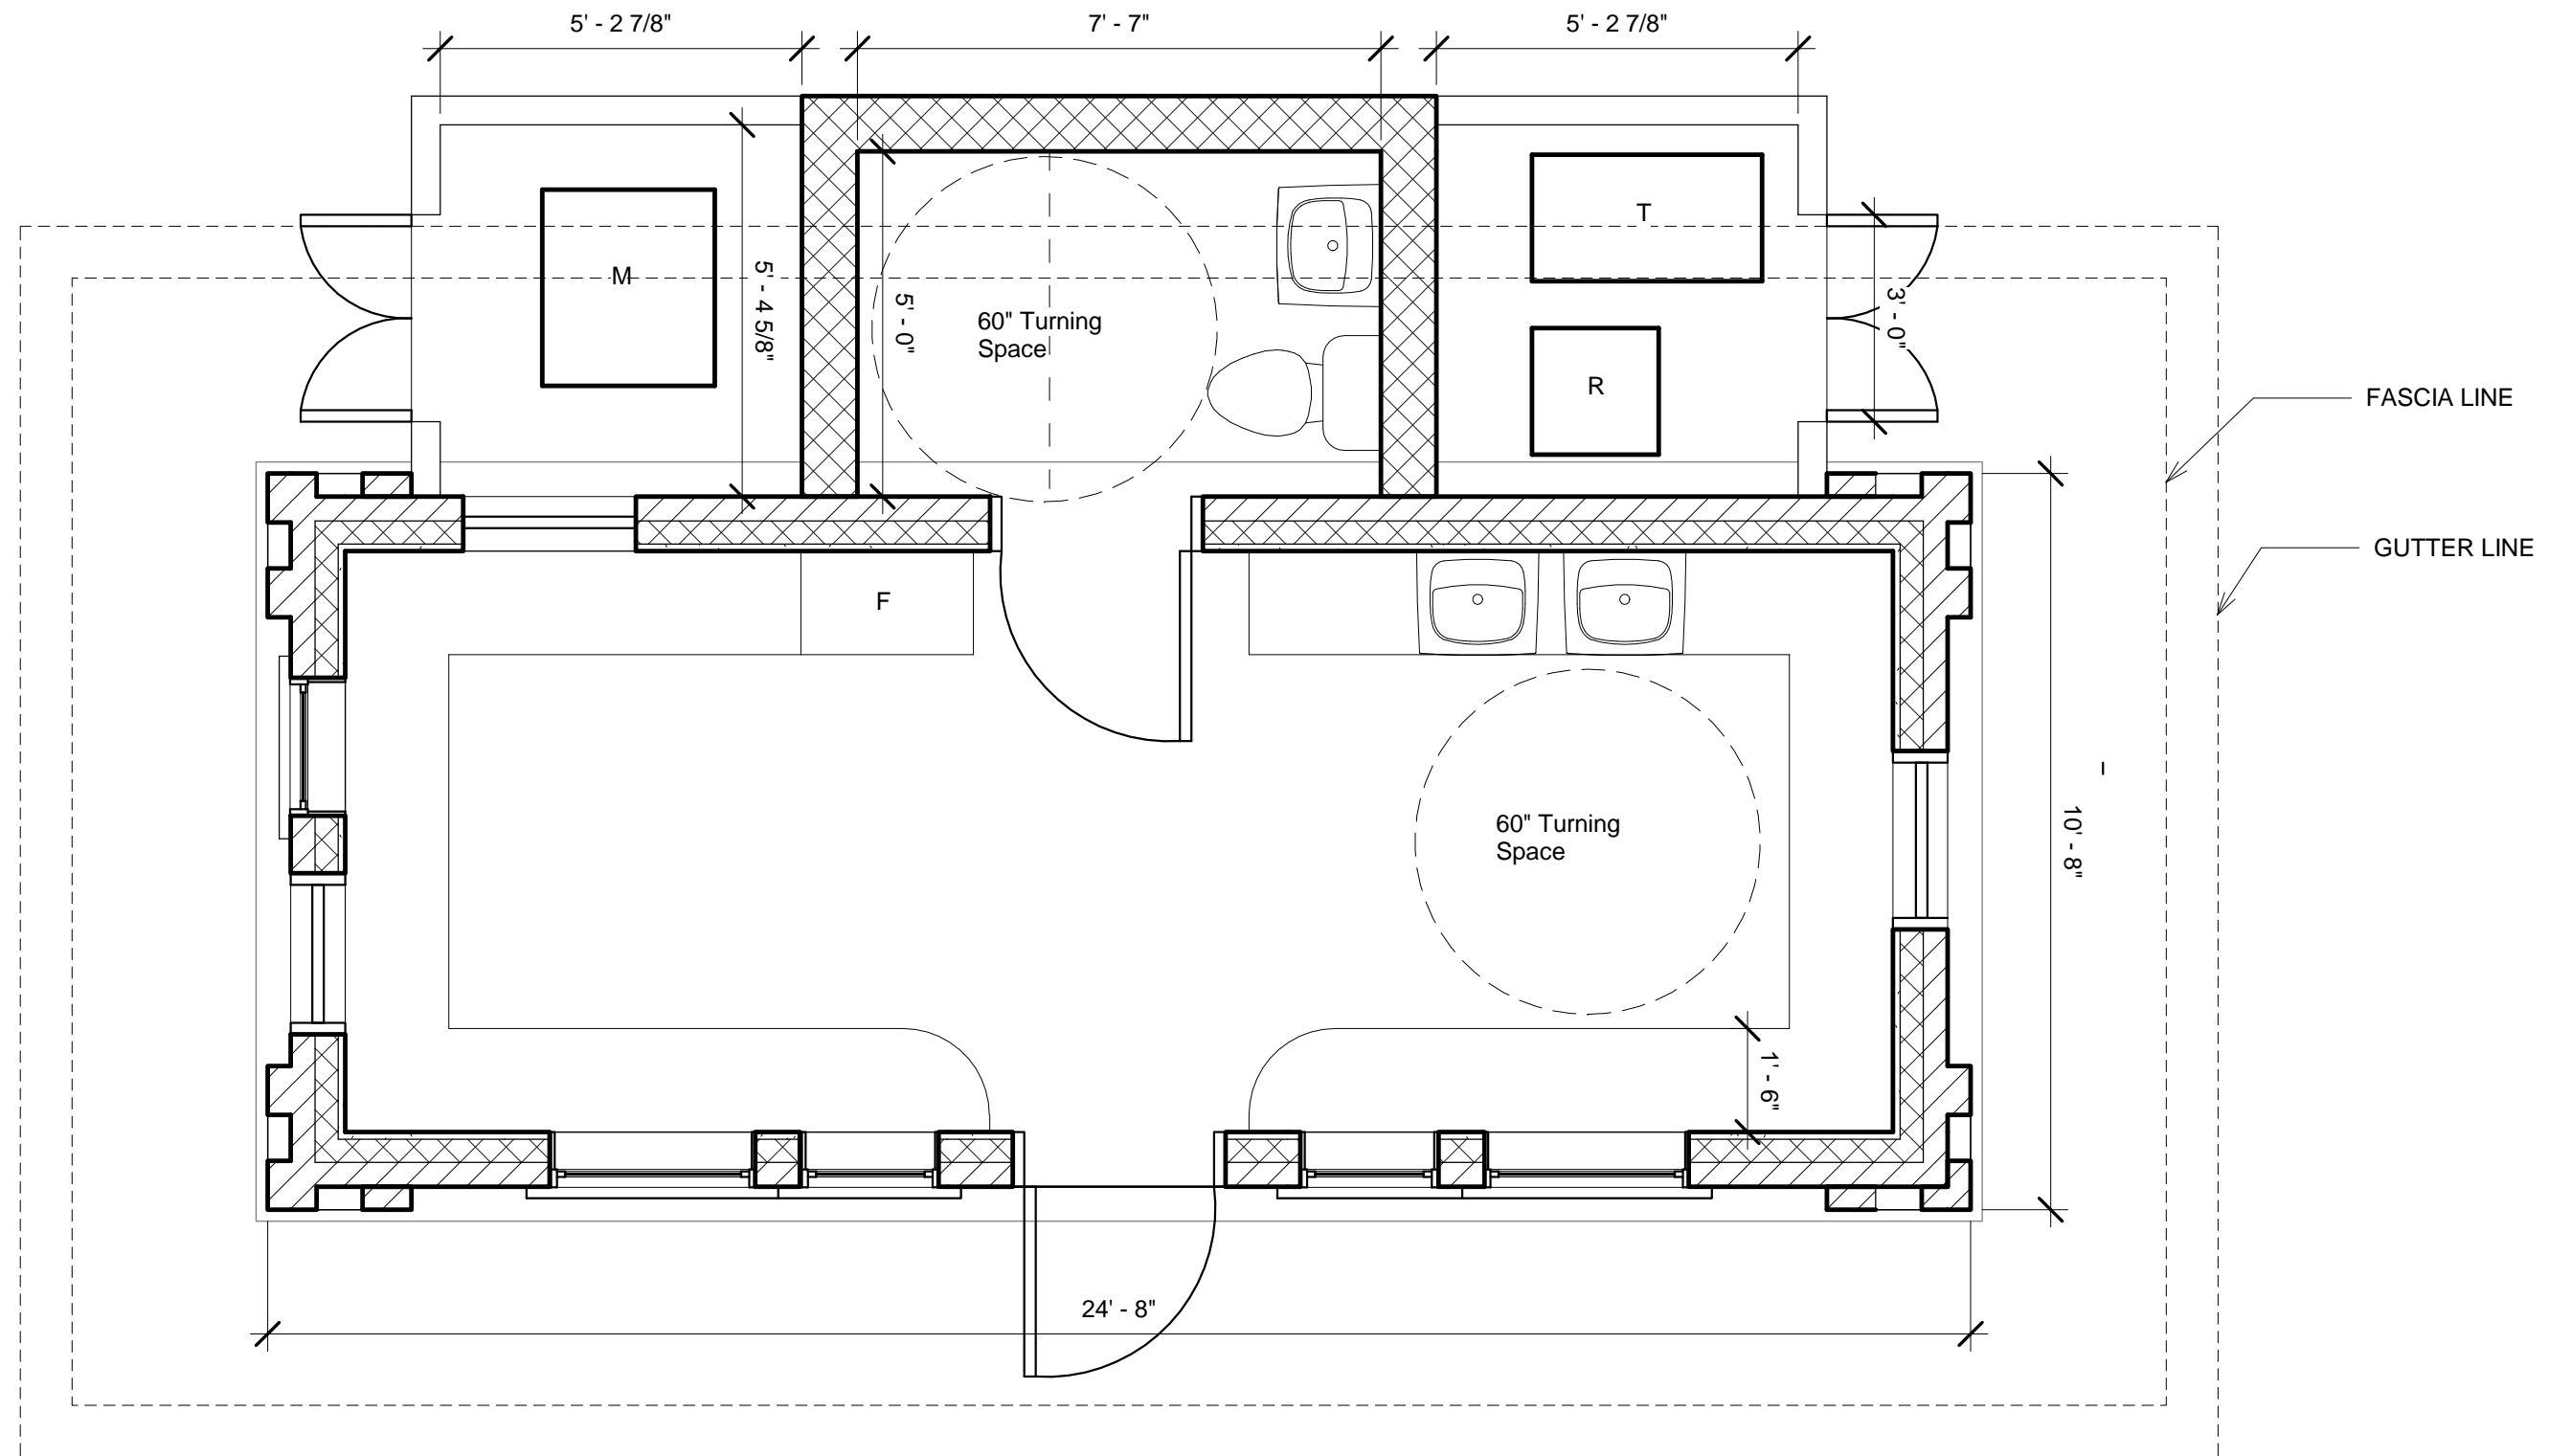 5' - 2 7/8"
7' - 7"
5' - 2 7/8"
M
5' - 4 5/8"
5' - 0"
60" Turning
Space
T
R
3' - 0"
FASCIA LINE
GUTTER LINE
F
60" Turning
Space
10' - 8"
1' - 6"
24' - 8"